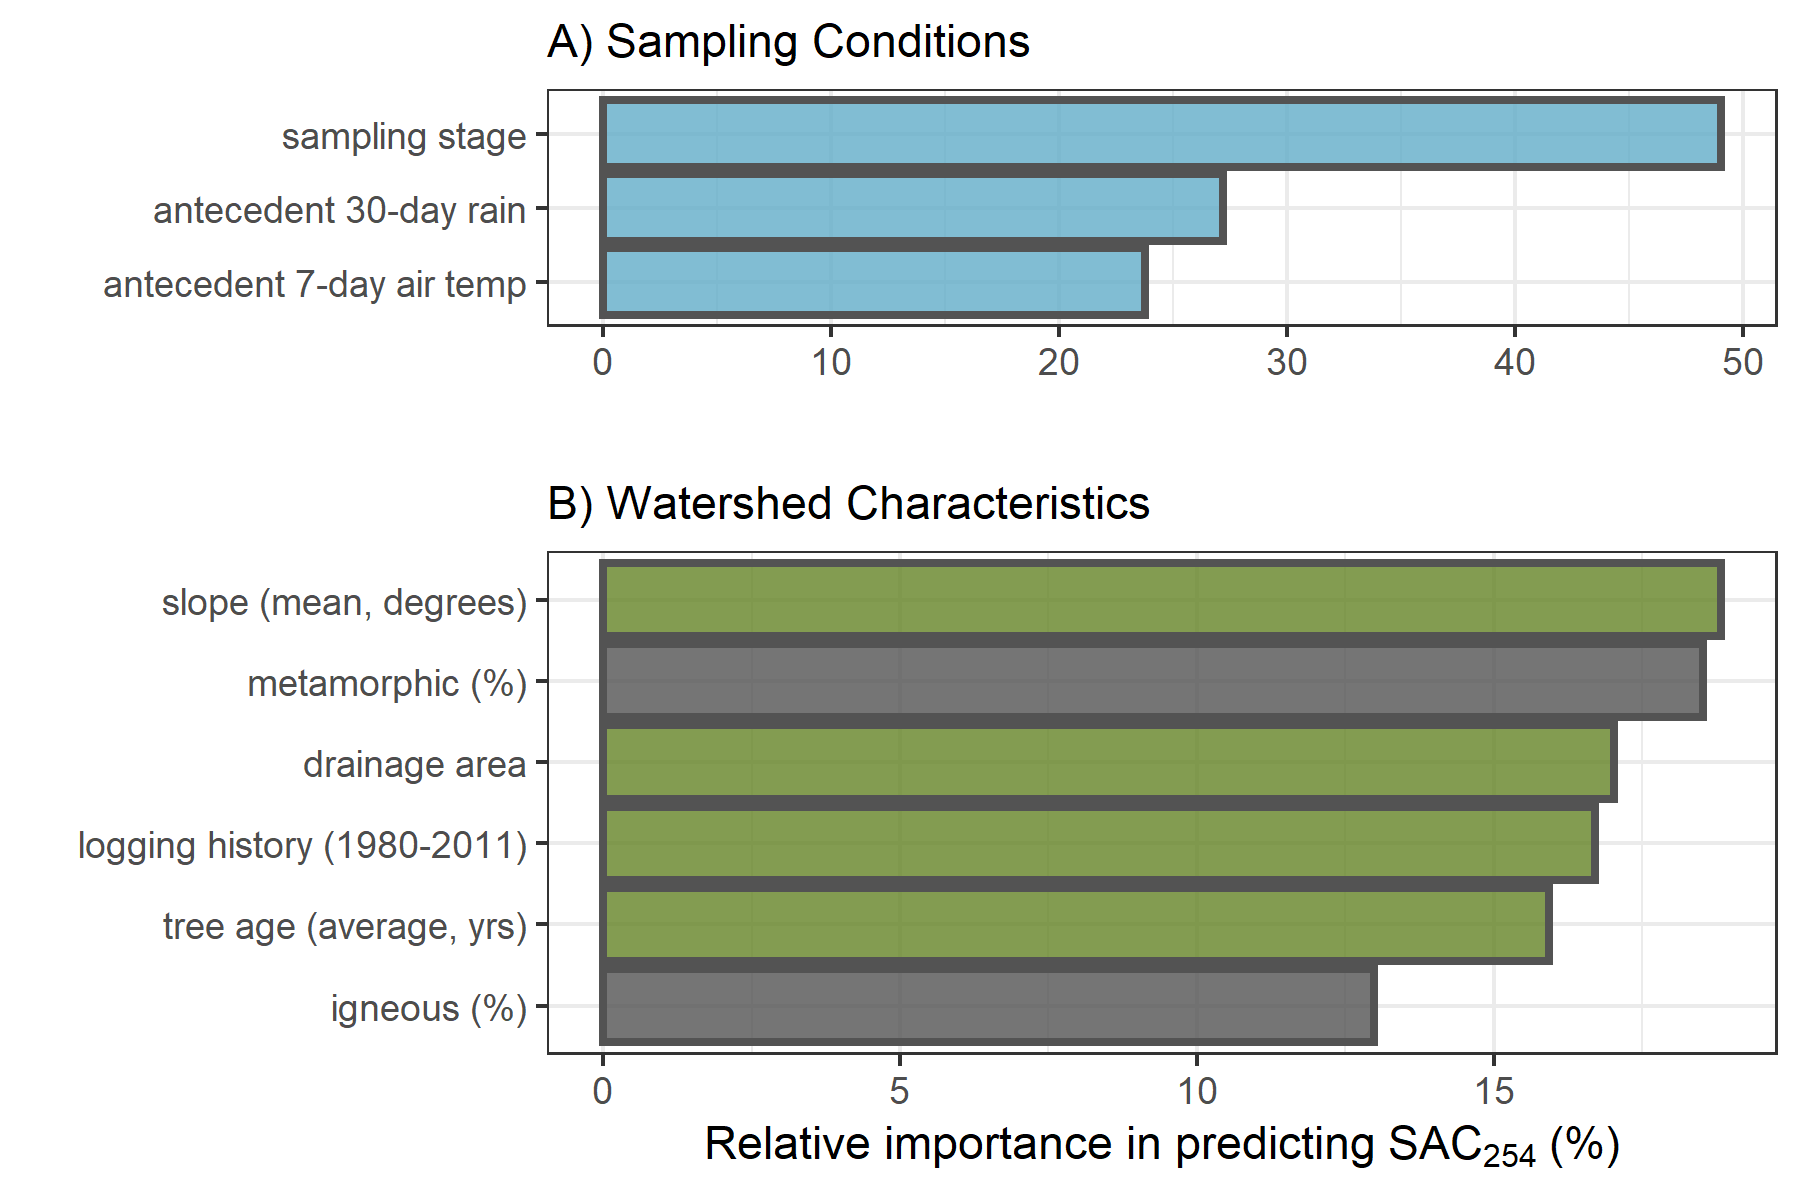 A) Sampling Conditions
sampling stage
antecedent 30-day rain
antecedent 7-day air temp
0 10 20 30 40 50
B) Watershed Characteristics
slope (mean, degrees)
metamorphic (%)
drainage area
logging history (1980-2011)
tree age (average, yrs)
igneous (%)
0 5 10 15
Relative importance in predicting SAC₂₅₄ (%)